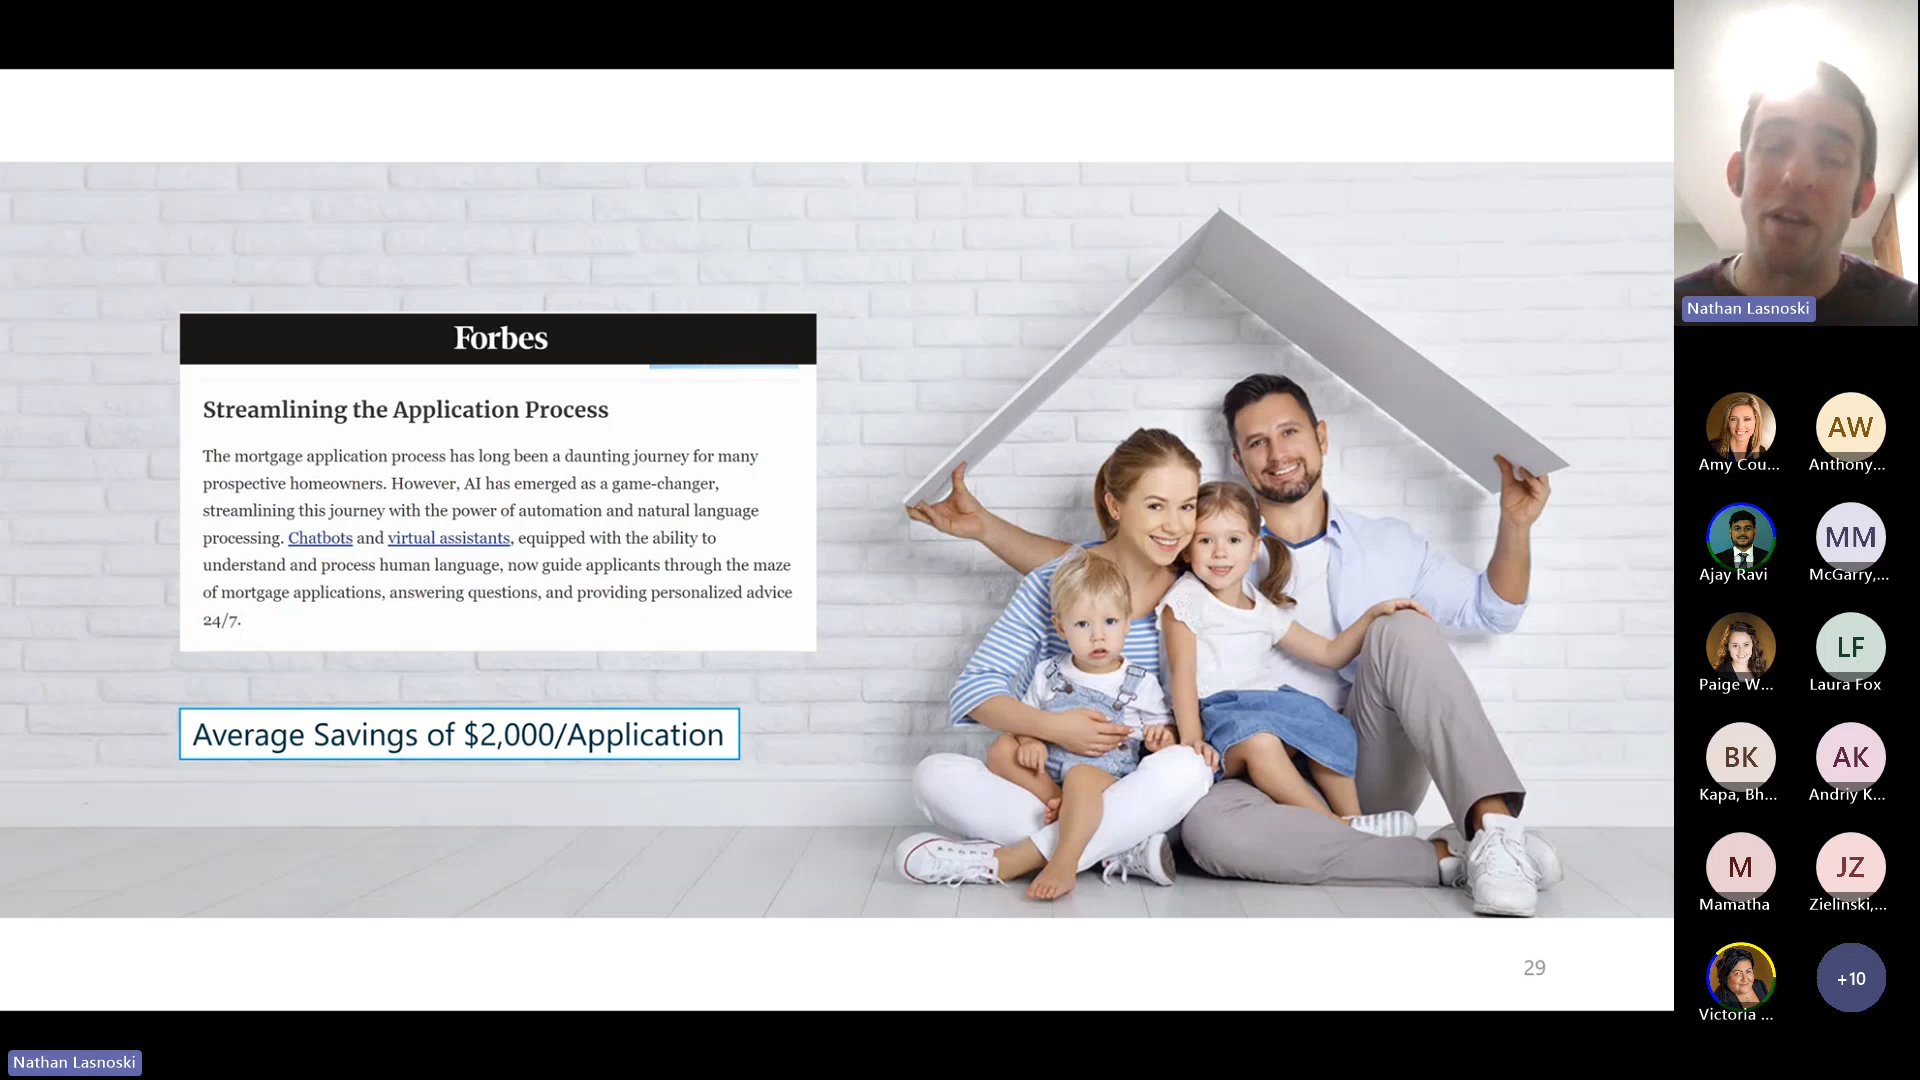 Forbes
Streamlining the Application Process
The mortgage application process has long been a daunting journey for many
prospective homeowners. However, AI has emerged as a game-changer,
streamlining this journey with the power of automation and natural language
processing. Chatbots and virtual assistants, equipped with the ability to
understand and process human language, now guide applicants through the maze
of mortgage applications, answering questions, and providing personalized advice
24/7.
Average Savings of $2,000/Application
29
Nathan Lasnoski
Nathan Lasnoski
Amy Cou...
AW
Anthony...
Ajay Ravi
MM
McGarry,...
Paige W...
LF
Laura Fox
BK
Kapa, Bh...
AK
Andriy K...
M
Mamatha
JZ
Zielinski,...
Victoria ...
+10